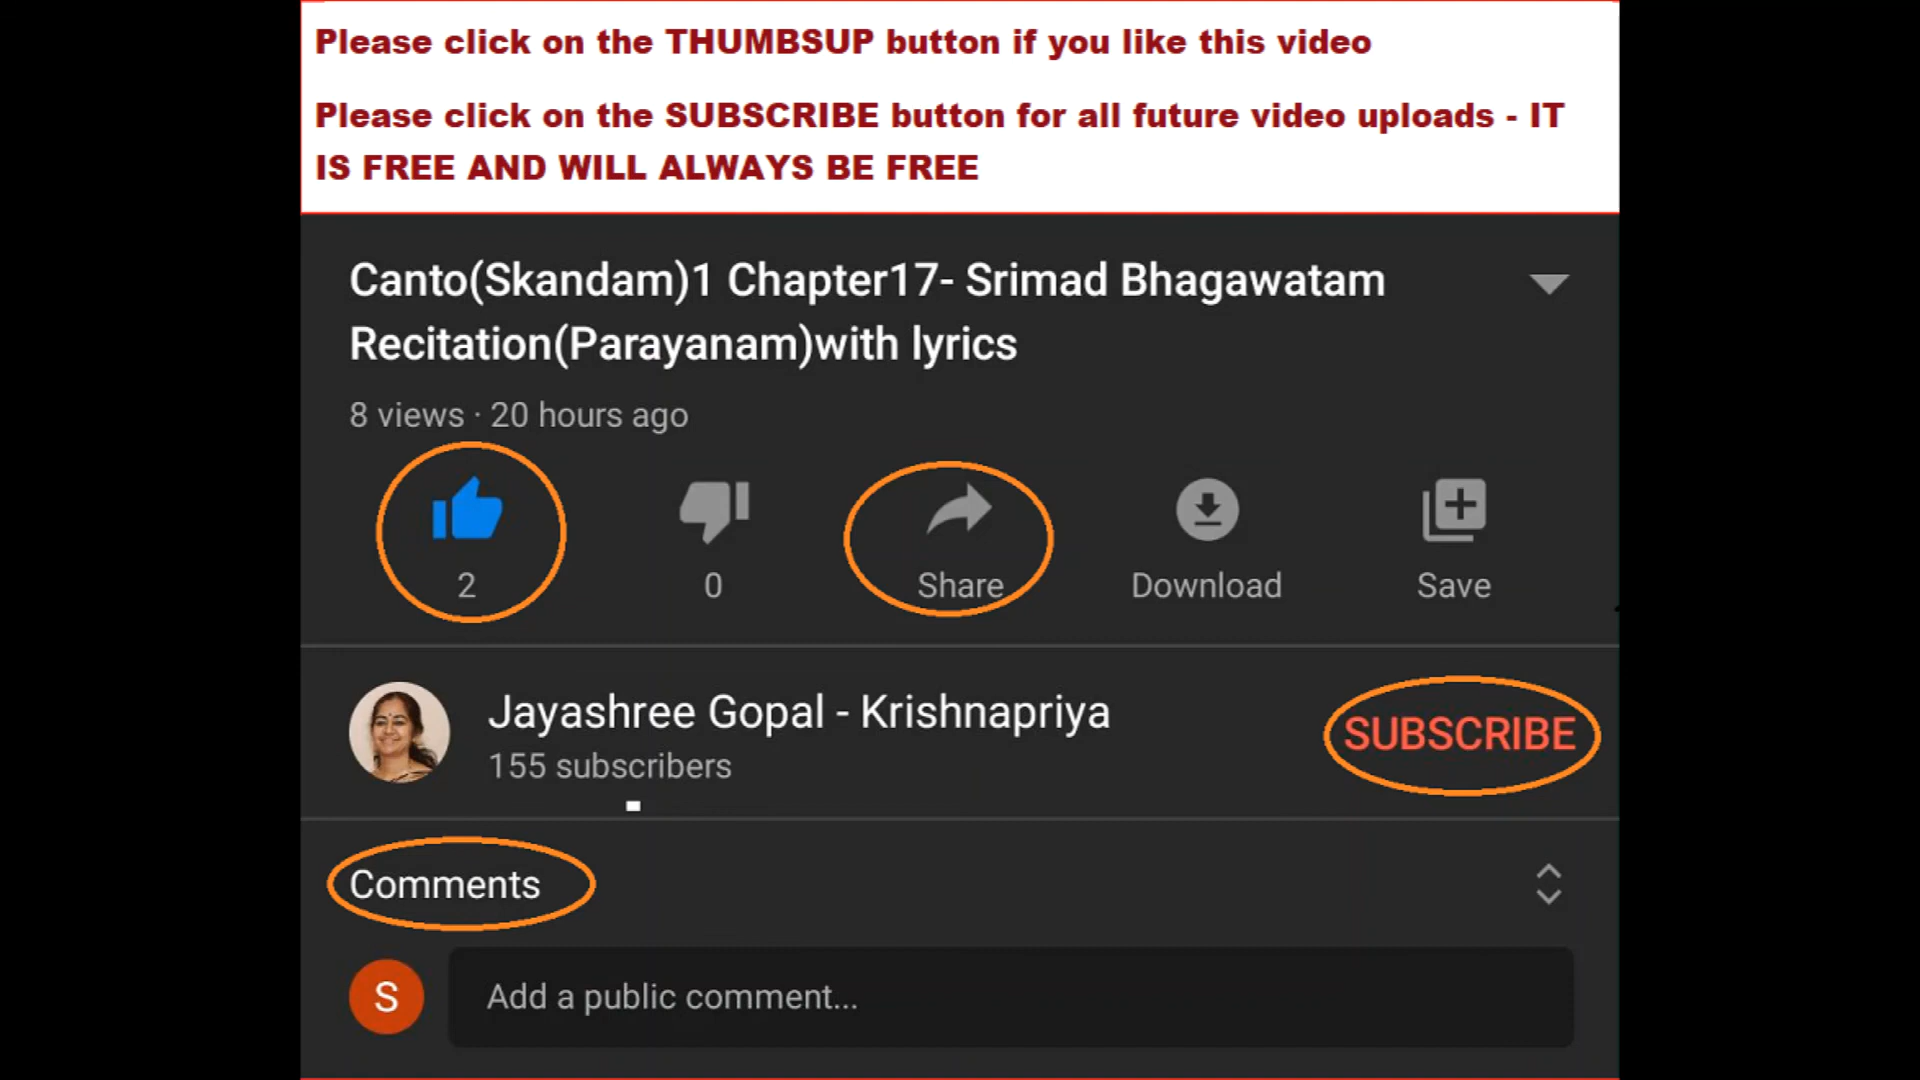 Please click on the THUMBSUP button if you like this video
Please click on the SUBSCRIBE button for all future video uploads - IT
IS FREE AND WILL ALWAYS BE FREE
Canto(Skandam)1 Chapter17- Srimad Bhagawatam
Recitation(Parayanam)with lyrics
8 views · 20 hours ago
2
0
Share
Download
Save
Jayashree Gopal - Krishnapriya
155 subscribers
SUBSCRIBE
Comments
S
Add a public comment...